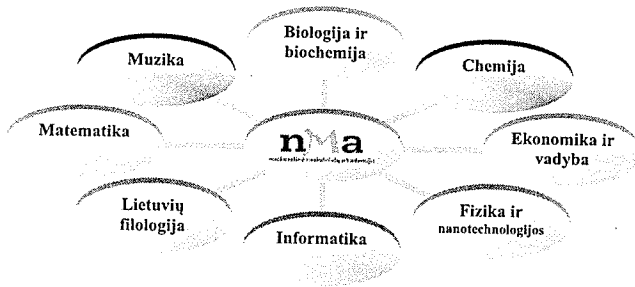 Biologija ir
biochemija
Muzika
Chemija
Matematika
nMa
Ekonomika ir
vadyba
Lietuvių
filologija
Fizika ir
nanotechnologijos
Informatika